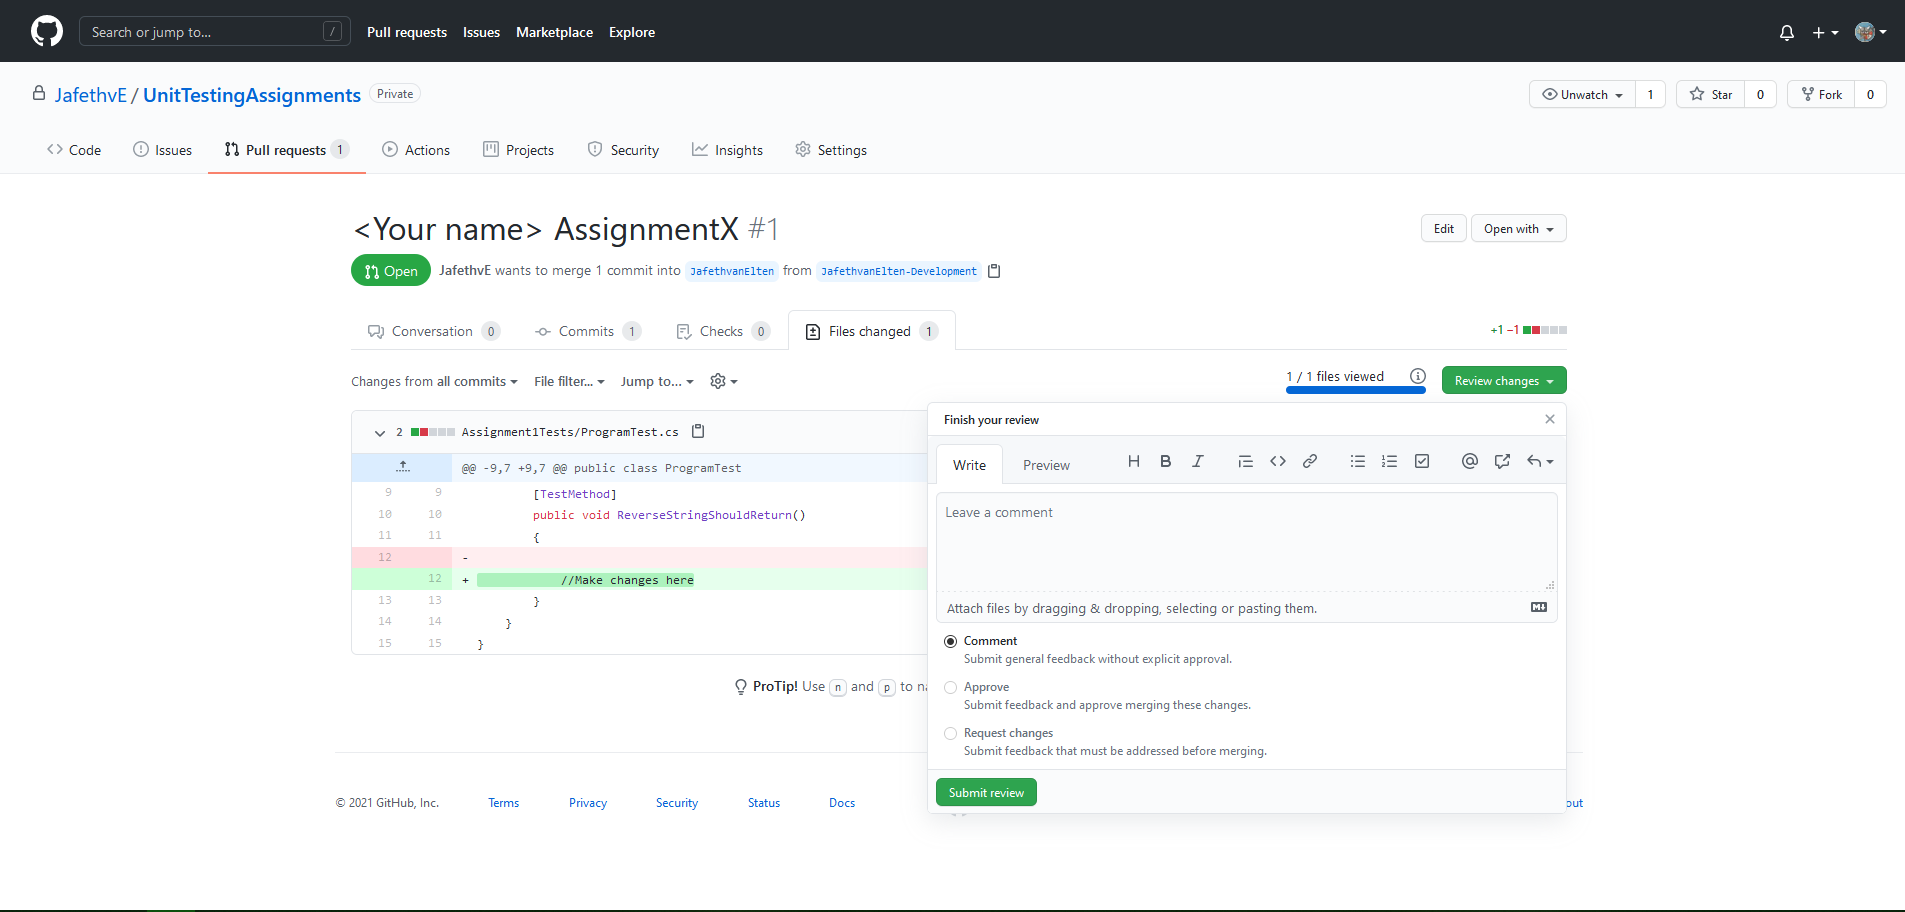 Search or jump to... / Pull requests Issues Marketplace Explore
JafethvE / UnitTestingAssignments Private Unwatch 1 Star 0 Fork 0
Code Issues Pull requests 1 Actions Projects Security Insights Settings
<Your name> AssignmentX #1 Edit Open with
Open JafethvE wants to merge 1 commit into JafethvanElten from JafethvanElten-Development
Conversation 0 Commits 1 Checks 0 Files changed 1 +1 −1
Changes from all commits File filter... Jump to... 1 / 1 files viewed Review changes
2 Assignment1Tests/ProgramTest.cs
@@ -9,7 +9,7 @@ public class ProgramTest
9 9 [TestMethod]
10 10 public void ReverseStringShouldReturn()
11 11 {
12 -
12 + //Make changes here
13 13 }
14 14 }
15 15 }
ProTip! Use n and p to
Finish your review
Write Preview
Leave a comment
Attach files by dragging & dropping, selecting or pasting them.
Comment
Submit general feedback without explicit approval.
Approve
Submit feedback and approve merging these changes.
Request changes
Submit feedback that must be addressed before merging.
Submit review
© 2021 GitHub, Inc. Terms Privacy Security Status Docs